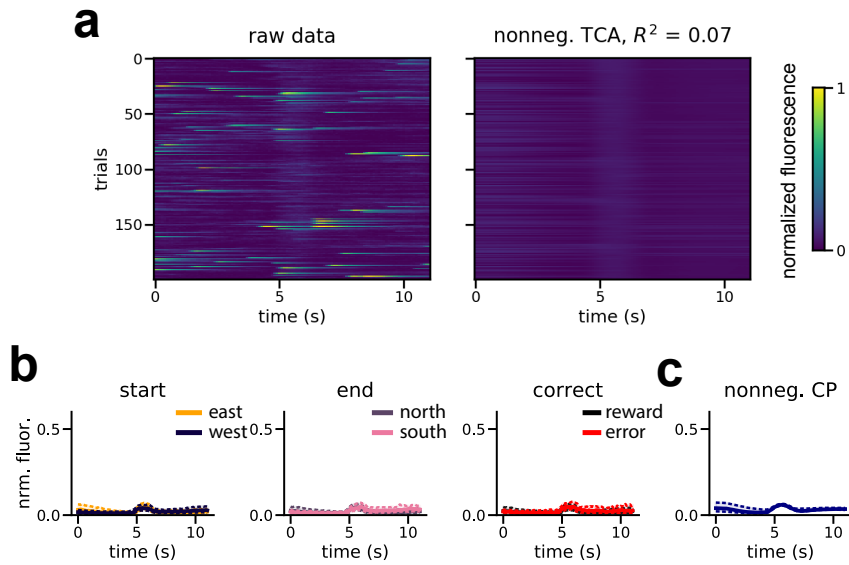 a
raw data
nonneg. TCA, R² = 0.07
0
50
100
150
trials
0
5
10
time (s)
0
5
10
time (s)
1
0
normalized fluorescence
b
start
east
west
0.5
0.0
nrm. fluor.
0
5
10
time (s)
end
north
south
0.5
0.0
0
5
10
time (s)
correct
reward
error
0.5
0.0
0
5
10
time (s)
c
nonneg. CP
0.5
0.0
0
5
10
time (s)